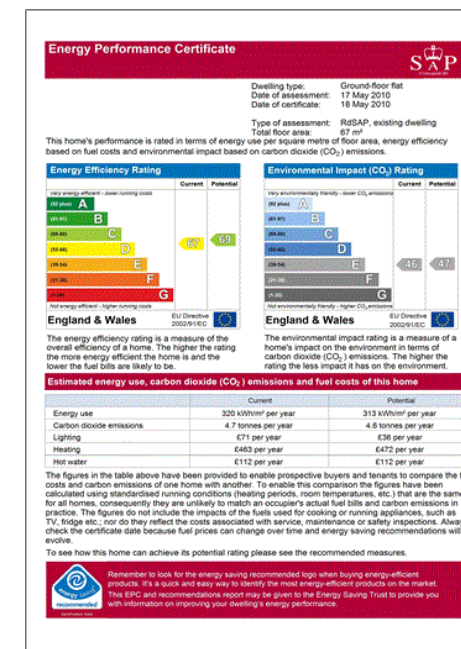 Energy Performance Certificate
SAP
Dwelling type: Ground-floor flat
Date of assessment: 17 May 2010
Date of certificate: 18 May 2010
Type of assessment: RdSAP, existing dwelling
Total floor area: 67 m²
This home's performance is rated in terms of energy use per square metre of floor area, energy efficiency
based on fuel costs and environmental impact based on carbon dioxide (CO₂) emissions.
Energy Efficiency Rating
Current Potential
Very energy efficient - lower running costs
(92 plus) A
(81-91) B
(69-80) C
(55-68) D
(39-54) E
(21-38) F
(1-20) G
67
69
Not energy efficient - higher running costs
England & Wales
EU Directive
2002/91/EC
The energy efficiency rating is a measure of the
overall efficiency of a home. The higher the rating
the more energy efficient the home is and the
lower the fuel bills are likely to be.
Environmental Impact (CO₂) Rating
Current Potential
Very environmentally friendly - lower CO₂ emissions
(92 plus) A
(81-91) B
(69-80) C
(55-68) D
(39-54) E
(21-38) F
(1-20) G
46
47
Not environmentally friendly - higher CO₂ emissions
England & Wales
EU Directive
2002/91/EC
The environmental impact rating is a measure of a
home's impact on the environment in terms of
carbon dioxide (CO₂) emissions. The higher the
rating the less impact it has on the environment.
Estimated energy use, carbon dioxide (CO₂) emissions and fuel costs of this home
Current Potential
Energy use 320 kWh/m² per year 313 kWh/m² per year
Carbon dioxide emissions 4.7 tonnes per year 4.6 tonnes per year
Lighting £71 per year £36 per year
Heating £463 per year £472 per year
Hot water £112 per year £112 per year
The figures in the table above have been provided to enable prospective buyers and tenants to compare the f
costs and carbon emissions of one home with another. To enable this comparison the figures have been
calculated using standardised running conditions (heating periods, room temperatures, etc.) that are the same
for all homes, consequently they are unlikely to match an occupier's actual fuel bills and carbon emissions in
practice. The figures do not include the impacts of the fuels used for cooking or running appliances, such as
TV, fridge etc.; nor do they reflect the costs associated with service, maintenance or safety inspections. Alway
check the certificate date because fuel prices can change over time and energy saving recommendations will
evolve.
To see how this home can achieve its potential rating please see the recommended measures.
energy saving
recommended
Remember to look for the energy saving recommended logo when buying energy-efficient
products. It's a quick and easy way to identify the most energy-efficient products on the market.
This EPC and recommendations report may be given to the Energy Saving Trust to provide you
with information on improving your dwelling's energy performance.